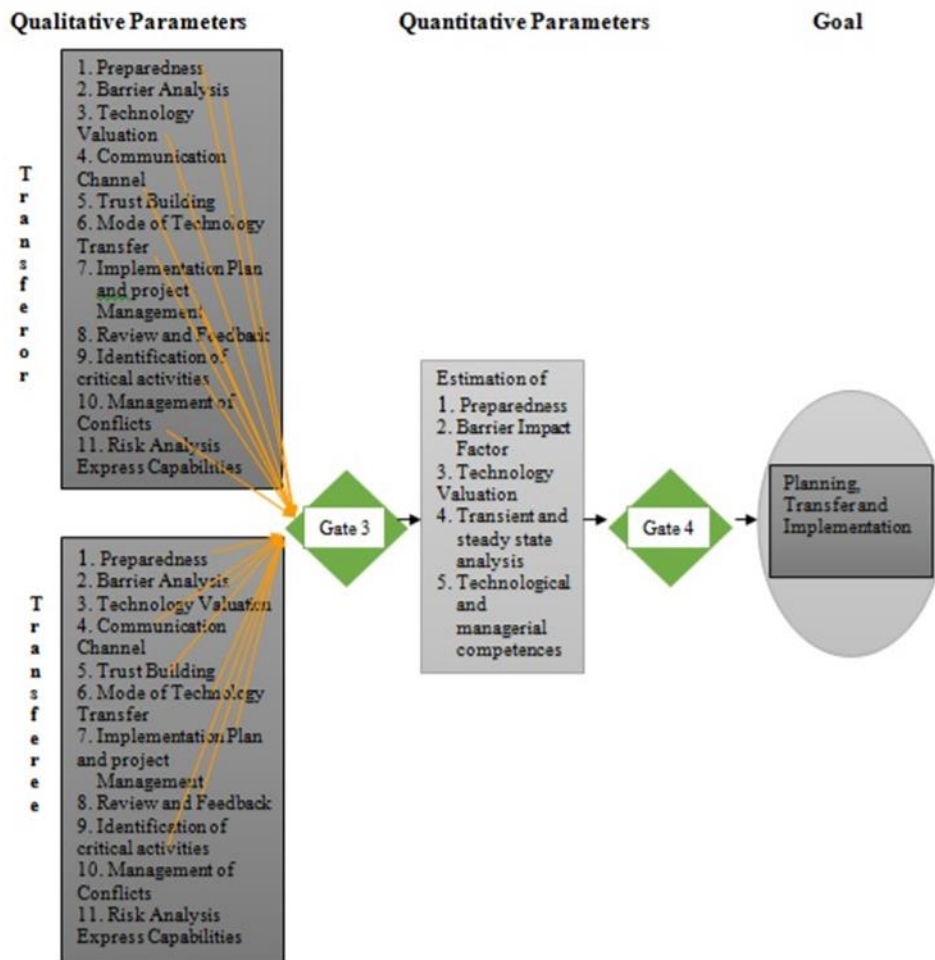 Qualitative Parameters
Quantitative Parameters
Goal
Transferor
1. Preparedness
2. Barrier Analysis
3. Technology
Valuation
4. Communication
Channel
5. Trust Building
6. Mode of Technology
Transfer
7. Implementation Plan
and project
Management
8. Review and Feedback
9. Identification of
critical activities
10. Management of
Conflicts
11. Risk Analysis
Express Capabilities
Transferee
1. Preparedness
2. Barrier Analysis
3. Technology Valuation
4. Communication
Channel
5. Trust Building
6. Mode of Technology
Transfer
7. Implementation Plan
and project
Management
8. Review and Feedback
9. Identification of
critical activities
10. Management of
Conflicts
11. Risk Analysis
Express Capabilities
Gate 3
Estimation of
1. Preparedness
2. Barrier Impact
Factor
3. Technology
Valuation
4. Transient and
steady state
analysis
5. Technological
and
managerial
competences
Gate 4
Planning,
Transfer and
Implementation